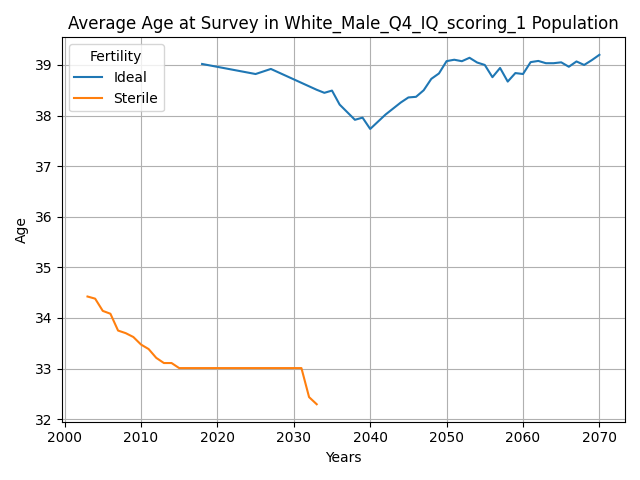 Average Age at Survey in White_Male_Q4_IQ_scoring_1 Population
Fertility
Ideal
Sterile
Age
39
38
37
36
35
34
33
32
2000 2010 2020 2030 2040 2050 2060 2070
Years